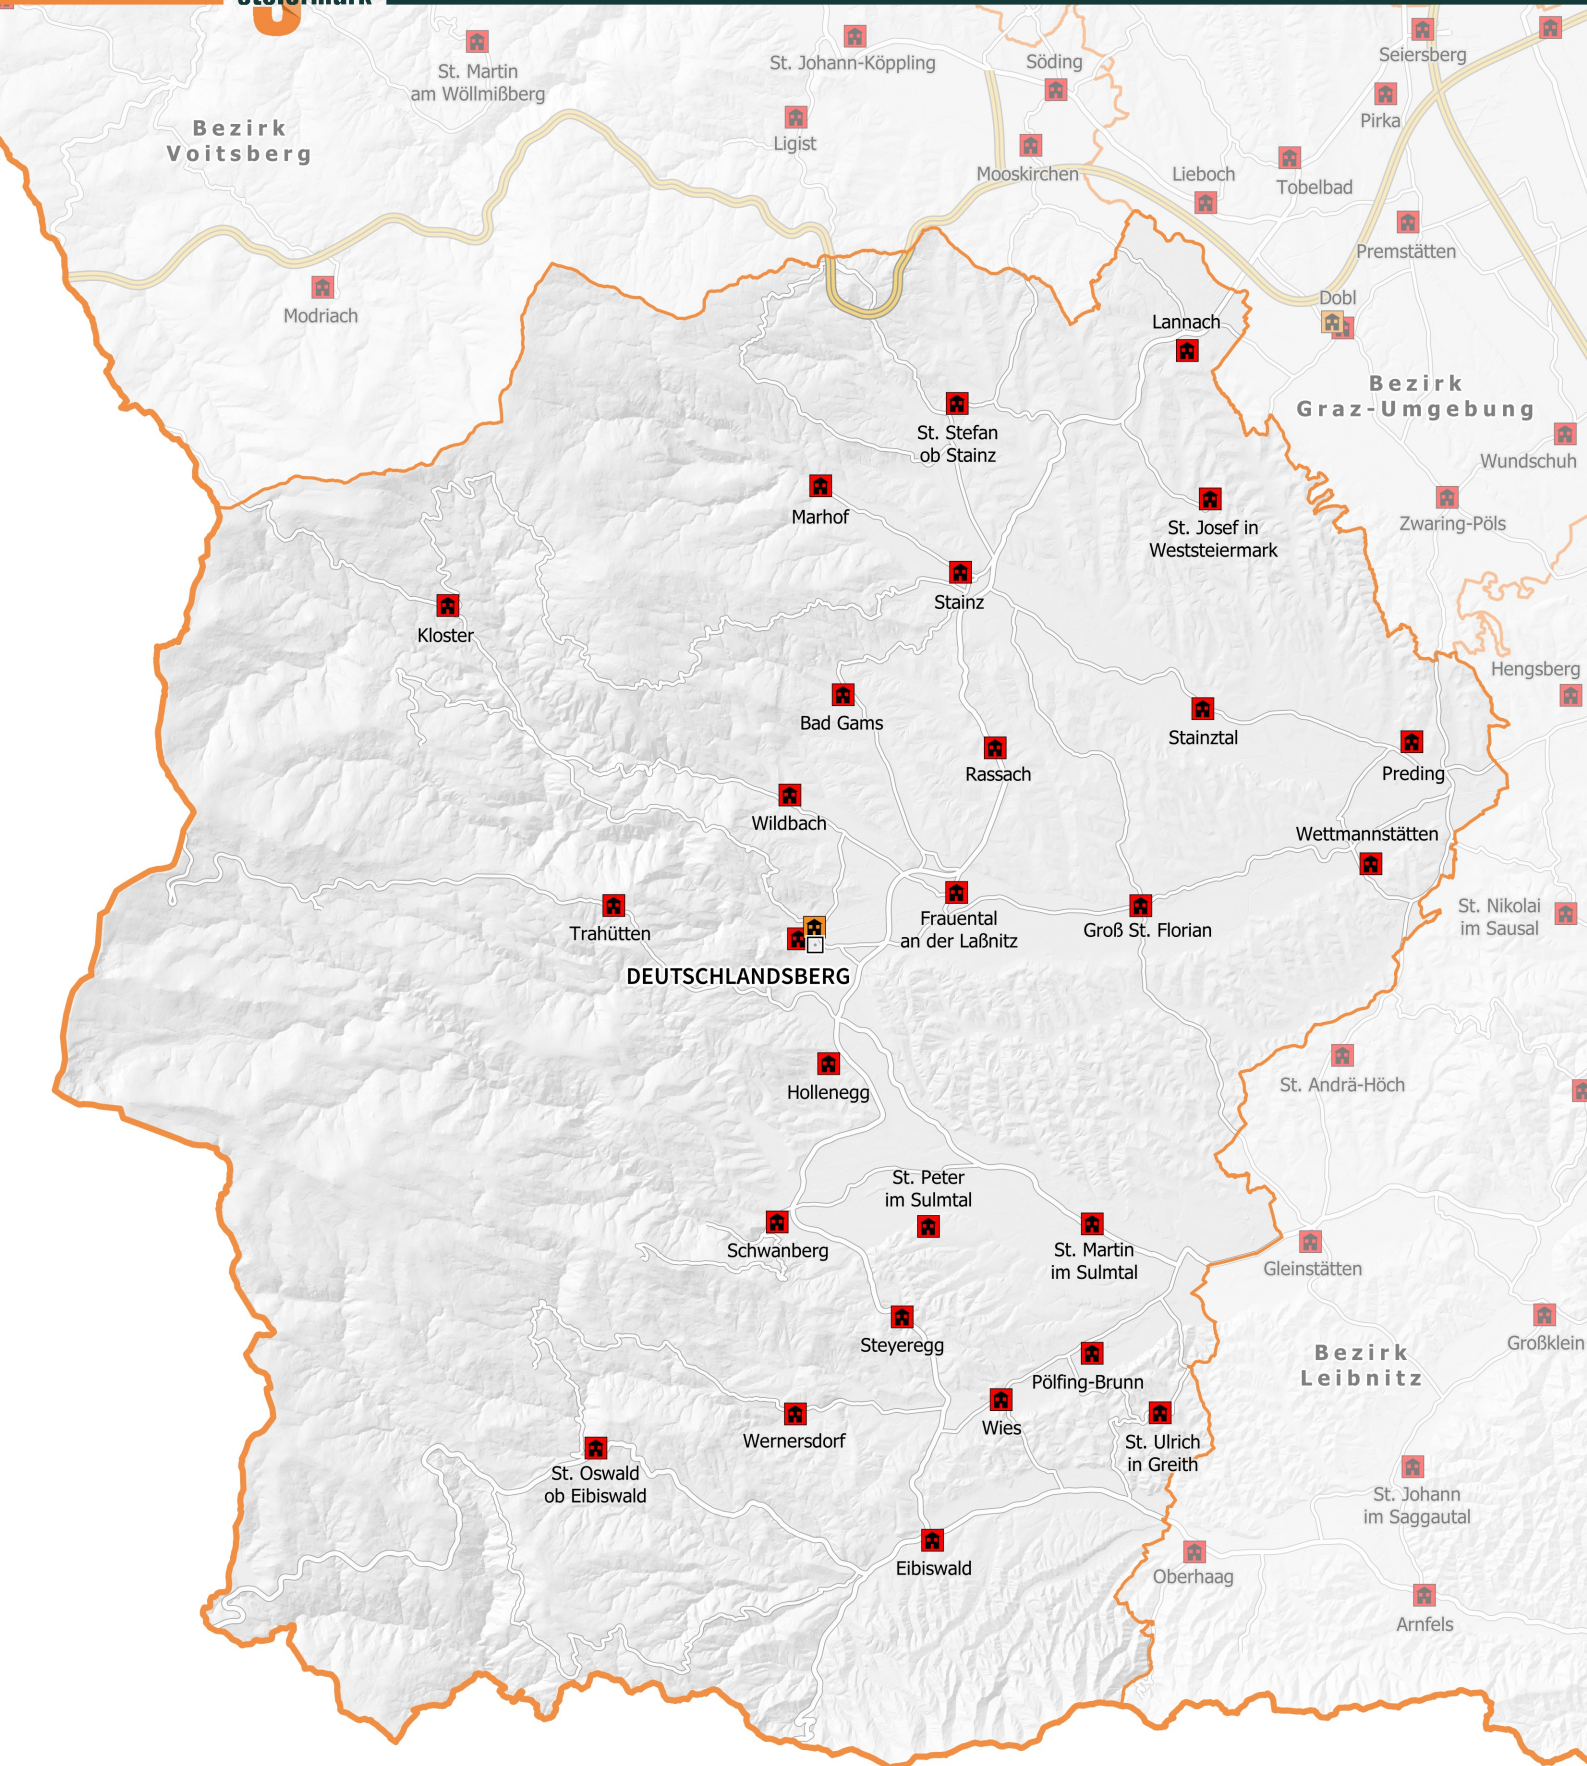 Steiermark
St. Martin
am Wöllmißberg
St. Johann-Köppling
Söding
Seiersberg
Bezirk
Voitsberg
Ligist
Pirka
Mooskirchen
Lieboch
Tobelbad
Premstätten
Modriach
Dobl
Lannach
Bezirk
Graz-Umgebung
St. Stefan
ob Stainz
Wundschuh
Marhof
St. Josef in
Weststeiermark
Zwaring-Pöls
Stainz
Kloster
Hengsberg
Bad Gams
Stainztal
Rassach
Preding
Wildbach
Wettmannstätten
Trahütten
Frauental
an der Laßnitz
Groß St. Florian
St. Nikolai
im Sausal
DEUTSCHLANDSBERG
Hollenegg
St. Andrä-Höch
St. Peter
im Sulmtal
Schwanberg
St. Martin
im Sulmtal
Gleinstätten
Steyeregg
Großklein
Bezirk
Leibnitz
Pölfing-Brunn
Wernersdorf
Wies
St. Ulrich
in Greith
St. Oswald
ob Eibiswald
St. Johann
im Saggautal
Eibiswald
Oberhaag
Arnfels